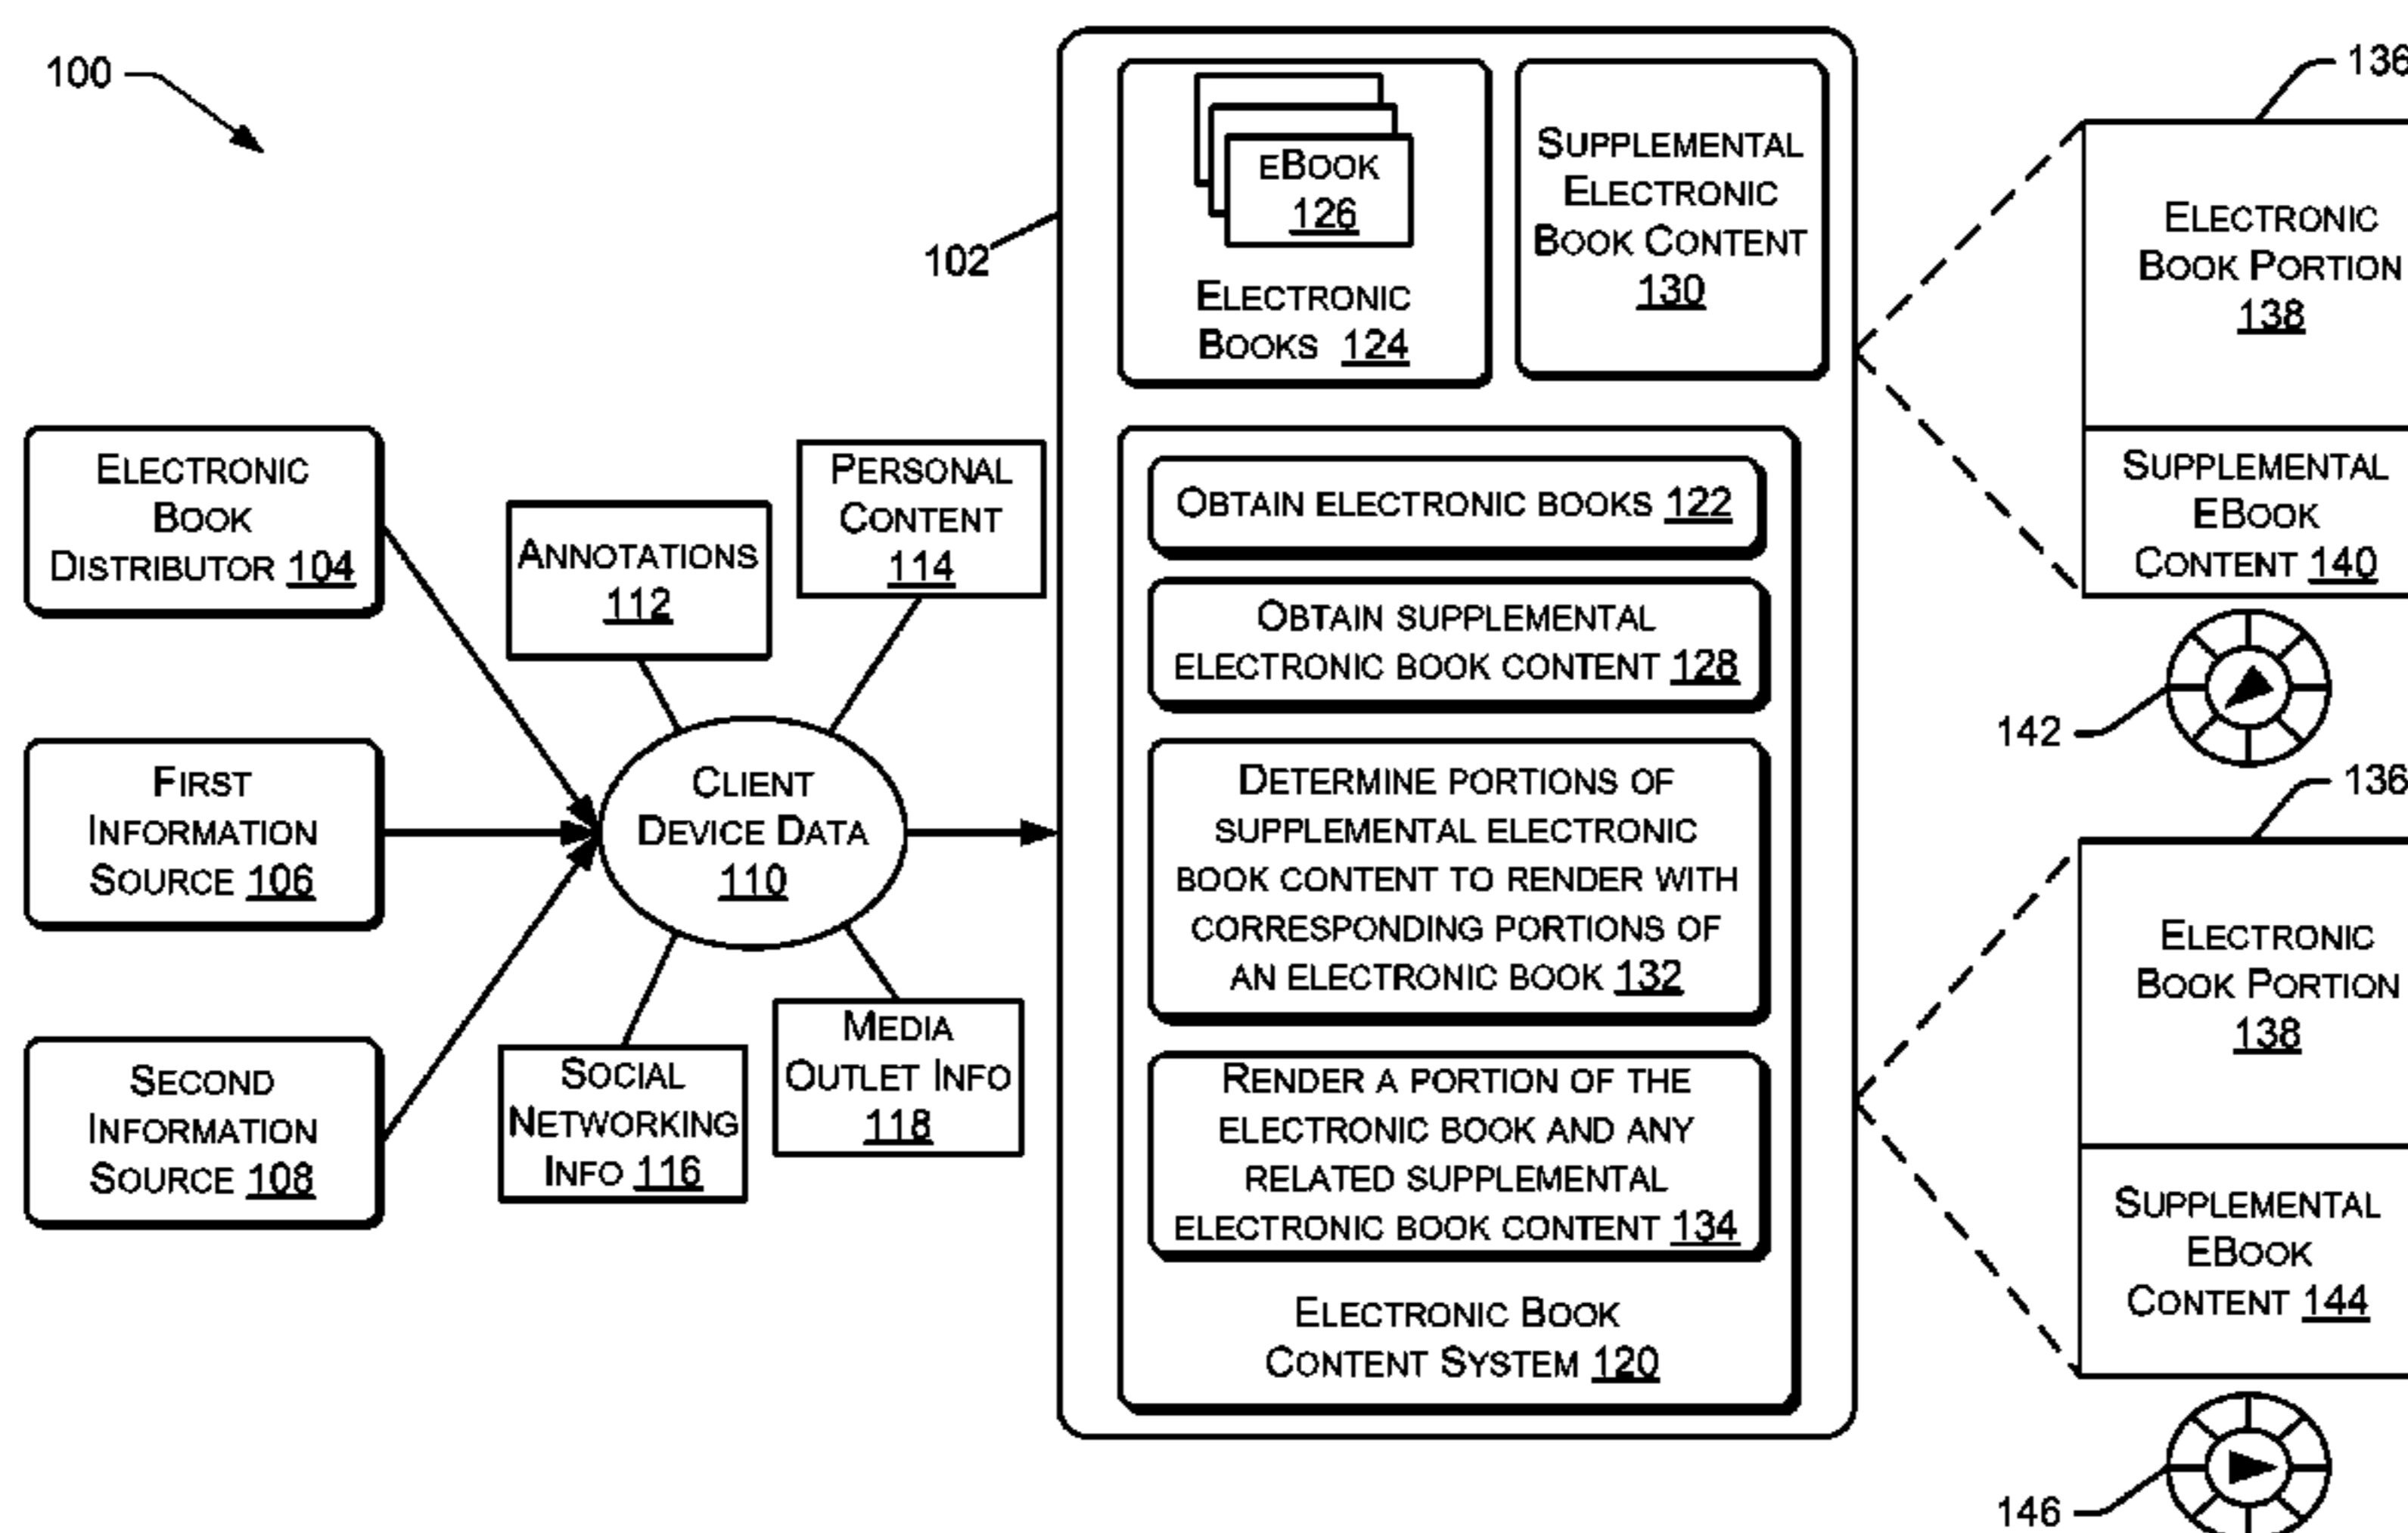 100
102
ELECTRONIC
BOOK
DISTRIBUTOR 104
FIRST
INFORMATION
SOURCE 106
SECOND
INFORMATION
SOURCE 108
ANNOTATIONS
112
PERSONAL
CONTENT
114
CLIENT
DEVICE DATA
110
SOCIAL
NETWORKING
INFO 116
MEDIA
OUTLET INFO
118
EBOOK
126
ELECTRONIC
BOOKS 124
SUPPLEMENTAL
ELECTRONIC
BOOK CONTENT
130
OBTAIN ELECTRONIC BOOKS 122
OBTAIN SUPPLEMENTAL
ELECTRONIC BOOK CONTENT 128
DETERMINE PORTIONS OF
SUPPLEMENTAL ELECTRONIC
BOOK CONTENT TO RENDER WITH
CORRESPONDING PORTIONS OF
AN ELECTRONIC BOOK 132
RENDER A PORTION OF THE
ELECTRONIC BOOK AND ANY
RELATED SUPPLEMENTAL
ELECTRONIC BOOK CONTENT 134
ELECTRONIC BOOK
CONTENT SYSTEM 120
136
ELECTRONIC
BOOK PORTION
138
SUPPLEMENTAL
EBOOK
CONTENT 140
142
136
ELECTRONIC
BOOK PORTION
138
SUPPLEMENTAL
EBOOK
CONTENT 144
146